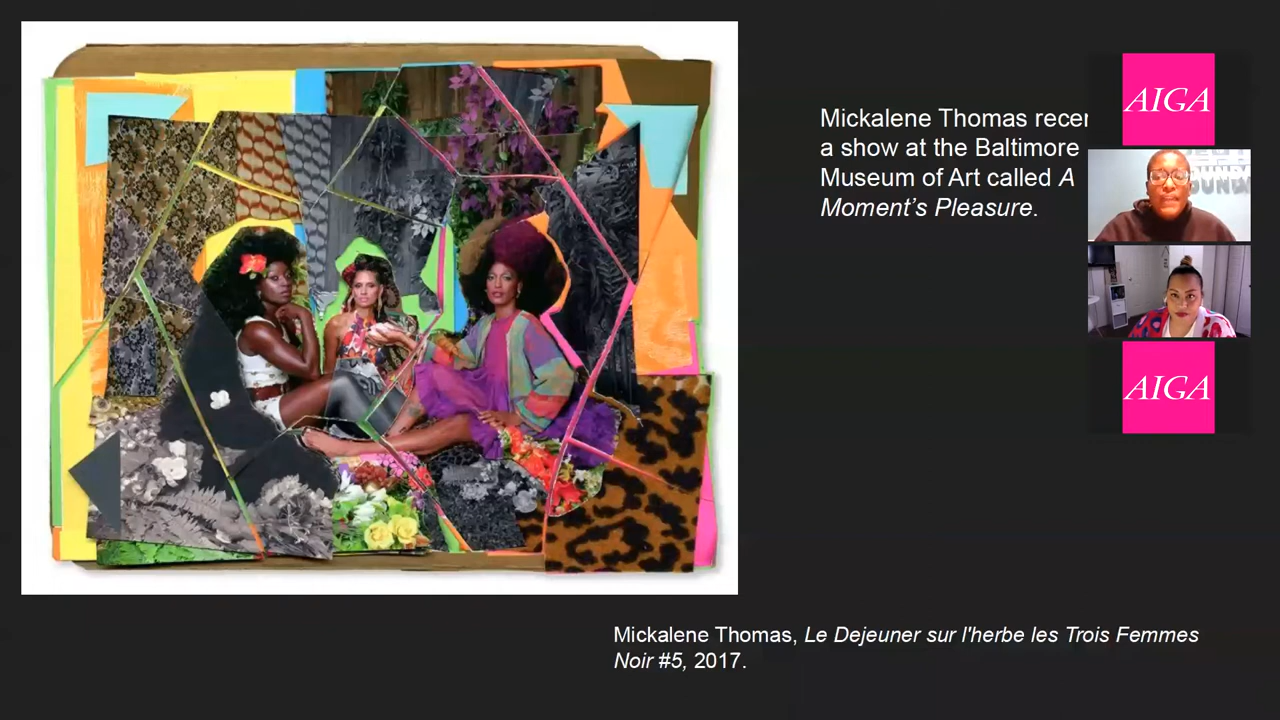 Mickalene Thomas
a show at the Baltimore
Museum of Art called A
Moment’s Pleasure.
AIGA
AIGA
Mickalene Thomas, Le Dejeuner sur l'herbe les Trois Femmes
Noir #5, 2017.